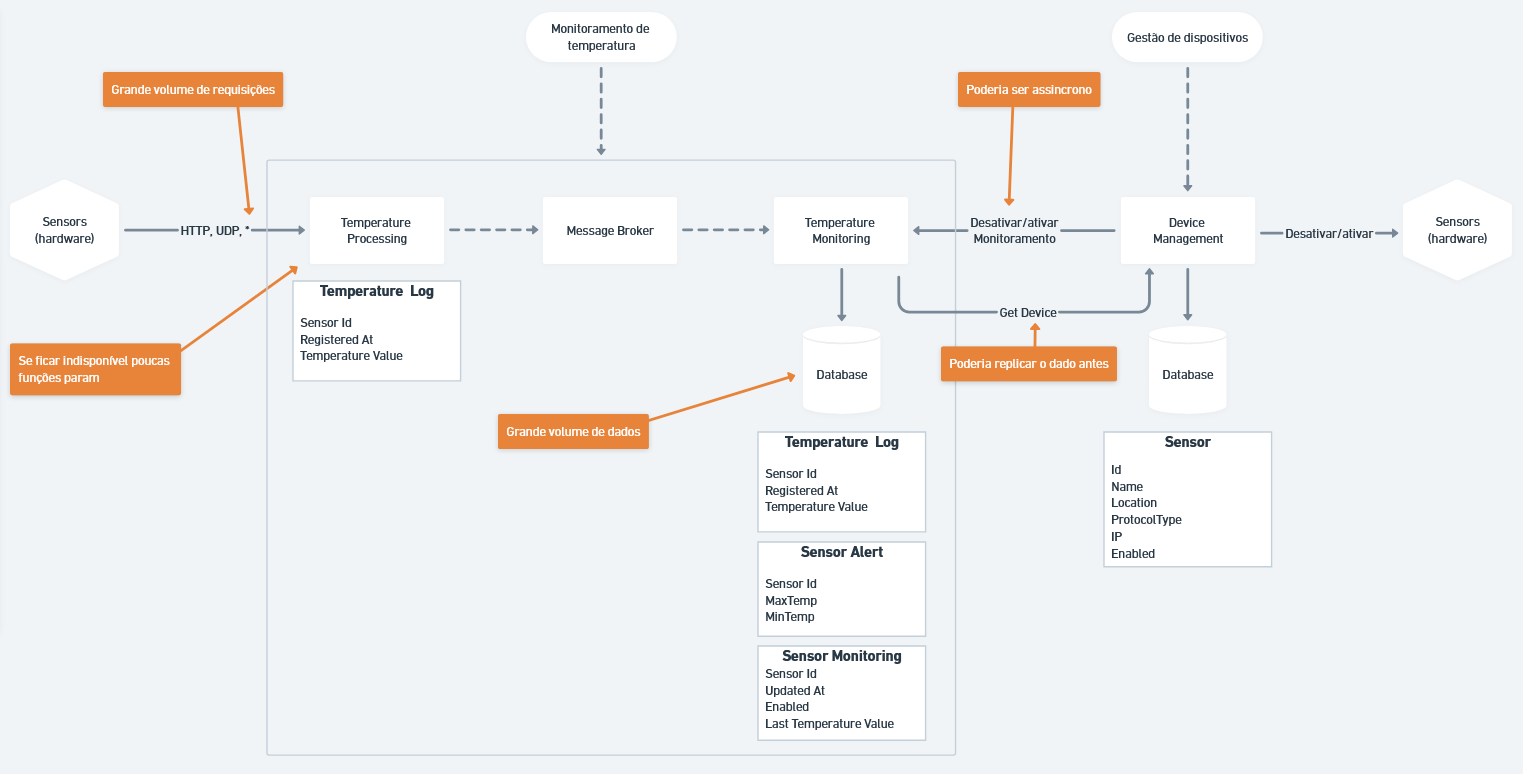 Monitoramento de
temperatura
Gestão de dispositivos
Grande volume de requisições
Poderia ser assincrono
Sensors
(hardware)
HTTP, UDP, *
Temperature
Processing
Message Broker
Temperature
Monitoring
Desativar/ativar
Monitoramento
Device
Management
Desativar/ativar
Sensors
(hardware)
Temperature Log
Sensor Id
Registered At
Temperature Value
Get Device
Se ficar indisponível poucas
funções param
Poderia replicar o dado antes
Database
Database
Grande volume de dados
Temperature Log
Sensor Id
Registered At
Temperature Value
Sensor
Id
Name
Location
ProtocolType
IP
Enabled
Sensor Alert
Sensor Id
MaxTemp
MinTemp
Sensor Monitoring
Sensor Id
Updated At
Enabled
Last Temperature Value